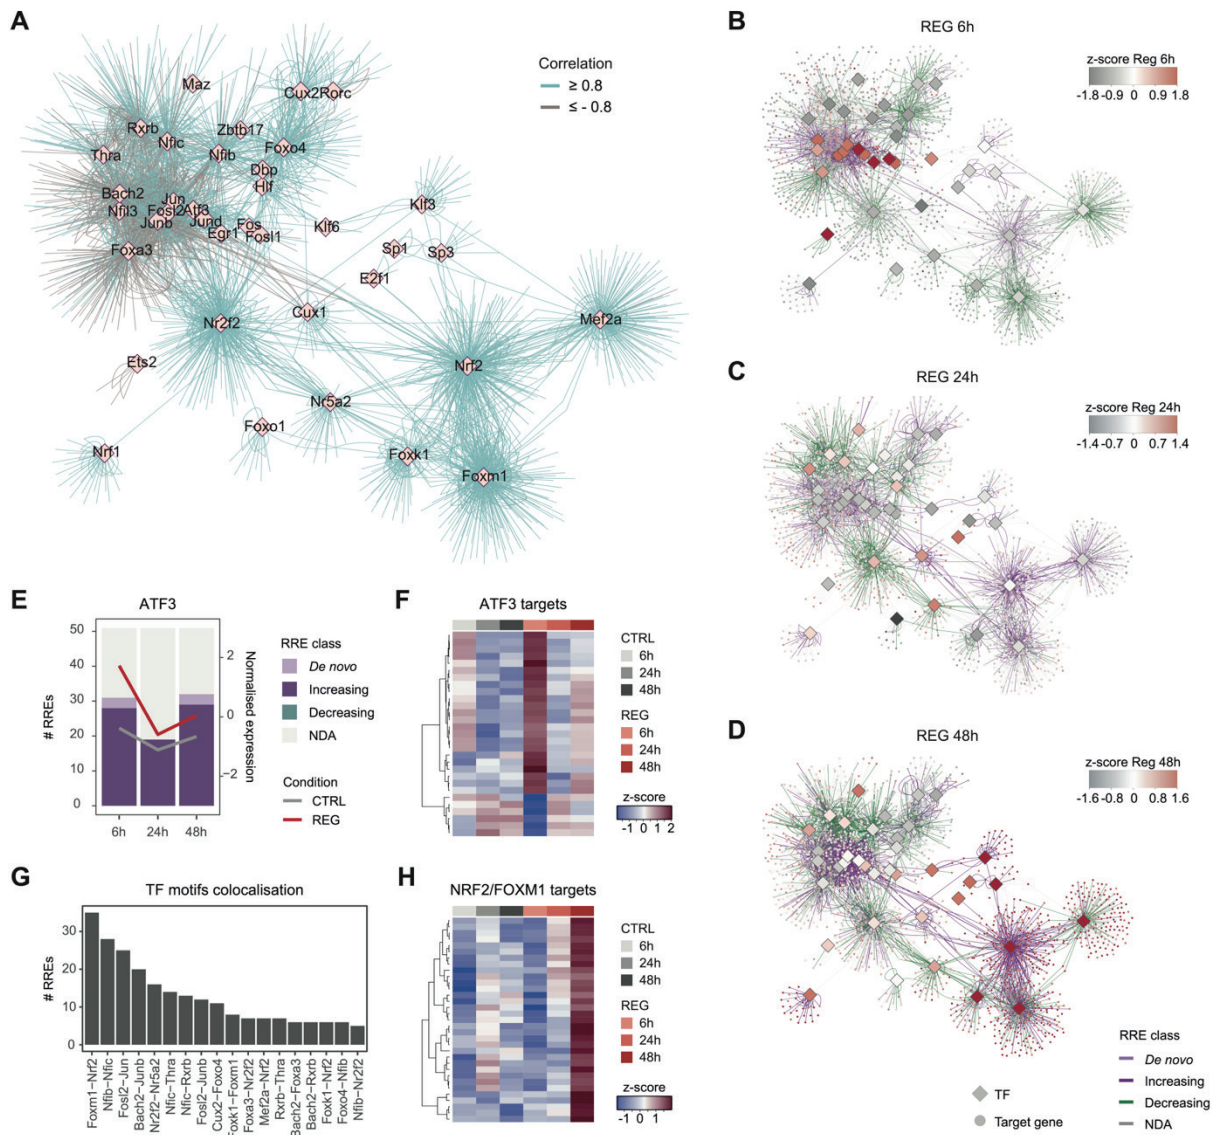 A
Correlation
≥ 0.8
≤ - 0.8
Maz
Cux2 Rorc
Rxrb
Zbtb17
Nfic
Foxo4
Thra
Nfib
Dbp
Hlf
Bach2
Jun
Nfil3
Fosl2 Atf3
Junb
Jund
Fos
Egr1
Fosl1
Klf6
Klf3
Foxa3
Sp1
Sp3
E2f1
Nr2f2
Cux1
Mef2a
Ets2
Nrf2
Nr5a2
Foxo1
Nrf1
Foxk1
Foxm1
B
REG 6h
z-score Reg 6h
-1.8 -0.9 0 0.9 1.8
C
REG 24h
z-score Reg 24h
-1.4 -0.7 0 0.7 1.4
D
REG 48h
z-score Reg 48h
-1.6 -0.8 0 0.8 1.6
TF
Target gene
RRE class
De novo
Increasing
Decreasing
NDA
E
ATF3
# RREs
50
40
30
20
10
0
2
0
−2
Normalised expression
6h 24h 48h
RRE class
De novo
Increasing
Decreasing
NDA
Condition
CTRL
REG
F
ATF3 targets
CTRL
6h
24h
48h
REG
6h
24h
48h
z-score
-1 0 1 2
G
TF motifs colocalisation
# RREs
30
20
10
0
Foxm1−Nrf2
Nfib−Nfic
Fosl2−Jun
Bach2−Junb
Nr2f2−Nr5a2
Nfic−Thra
Nfic−Rxrb
Fosl2−Junb
Cux2−Foxo4
Foxk1−Foxm1
Foxa3−Nr2f2
Mef2a−Nrf2
Rxrb−Thra
Bach2−Foxa3
Bach2−Rxrb
Foxk1−Nrf2
Foxo4−Nfib
Nfib−Nr2f2
H
NRF2/FOXM1 targets
CTRL
6h
24h
48h
REG
6h
24h
48h
z-score
-1 0 1